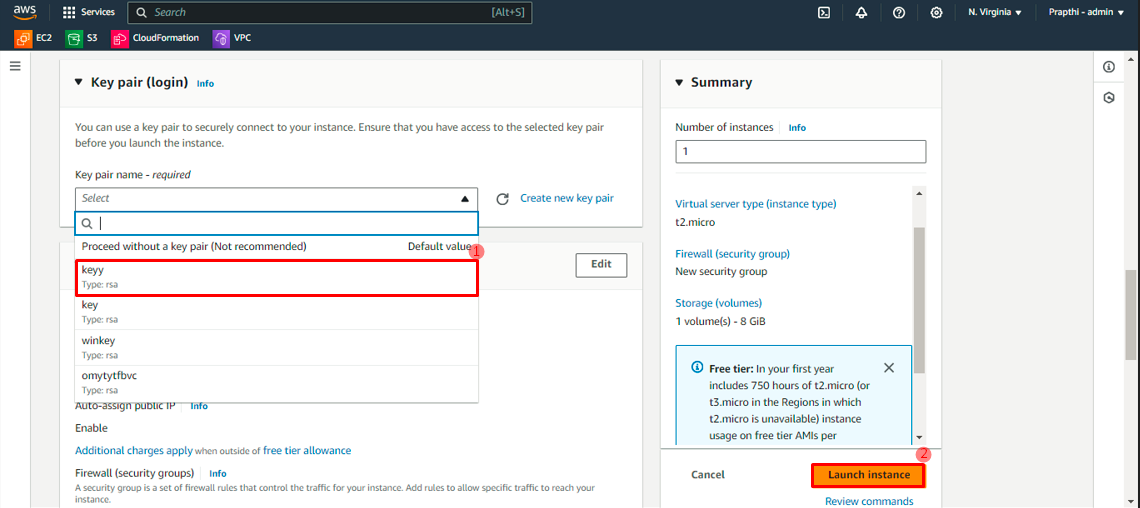 aws
Services
Search
[Alt+S]
N. Virginia
Prapthi - admin
EC2
S3
CloudFormation
VPC
Key pair (login) Info
You can use a key pair to securely connect to your instance. Ensure that you have access to the selected key pair
before you launch the instance.
Key pair name - required
Select
Create new key pair
Proceed without a key pair (Not recommended) Default value
1
keyy
Type: rsa
key
Type: rsa
winkey
Type: rsa
omytytfbvc
Type: rsa
Edit
Auto-assign public IP Info
Enable
Additional charges apply when outside of free tier allowance
Firewall (security groups) Info
A security group is a set of firewall rules that control the traffic for your instance. Add rules to allow specific traffic to reach your
instance.
Summary
Number of instances Info
1
Virtual server type (instance type)
t2.micro
Firewall (security group)
New security group
Storage (volumes)
1 volume(s) - 8 GiB
Free tier: In your first year
includes 750 hours of t2.micro (or
t3.micro in the Regions in which
t2.micro is unavailable) instance
usage on free tier AMIs per
2
Cancel
Launch instance
Review commands